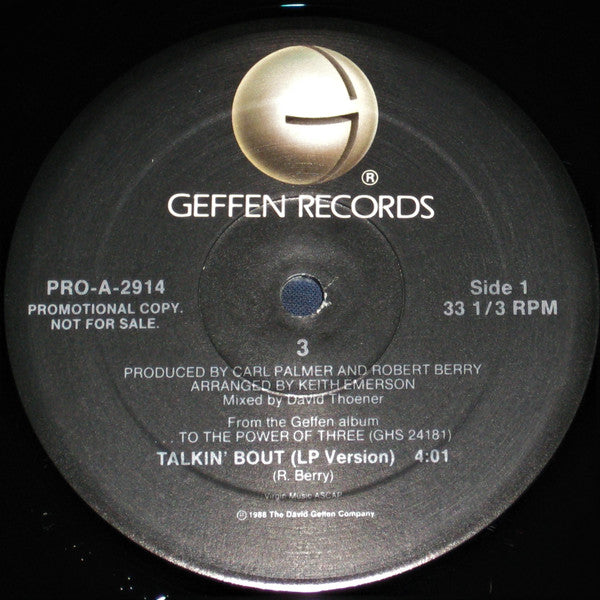 ®
GEFFEN RECORDS
PRO-A-2914
PROMOTIONAL COPY.
NOT FOR SALE.
Side 1
33 1/3 RPM
3
PRODUCED BY CARL PALMER AND ROBERT BERRY
ARRANGED BY KEITH EMERSON
Mixed by David Thoener
From the Geffen album
. . TO THE POWER OF THREE (GHS 24181)
TALKIN' BOUT (LP Version) 4:01
(R. Berry)
Virgin Music ASCAP
℗ 1988 The David Geffen Company